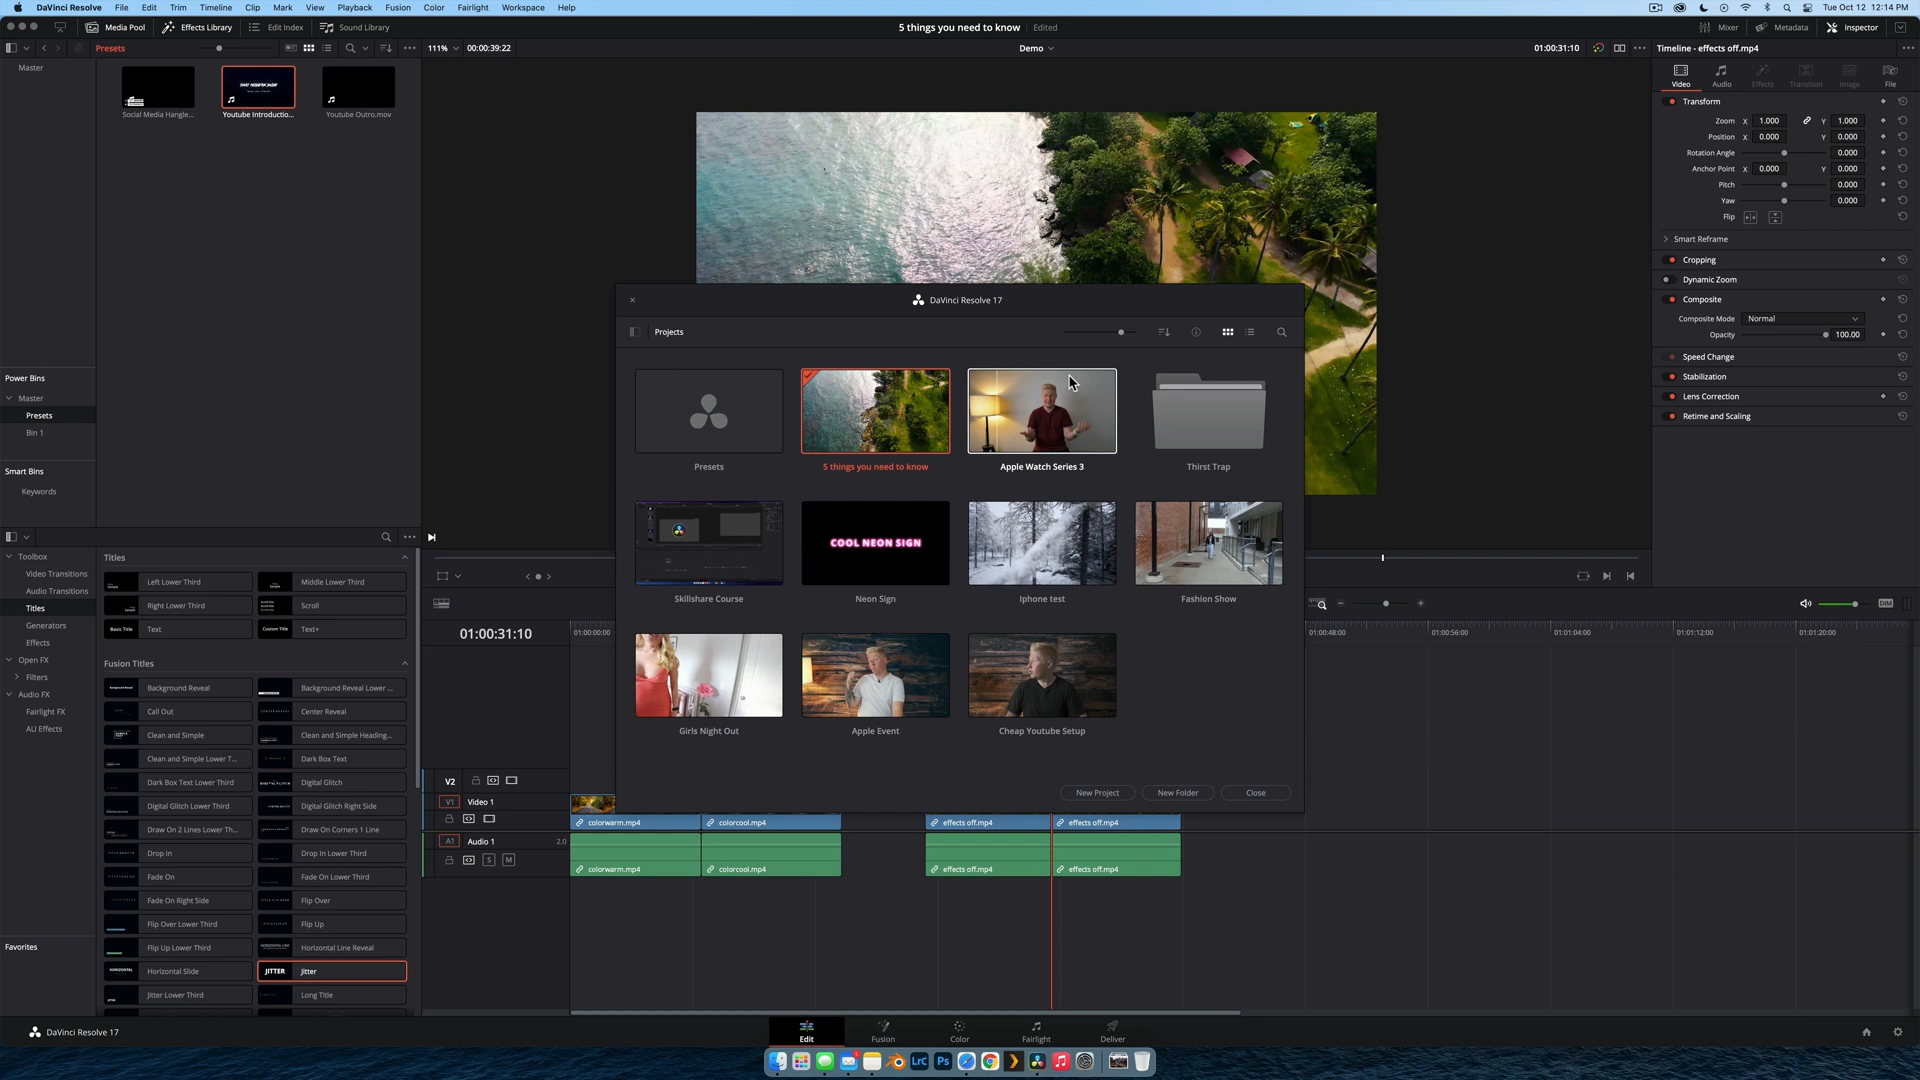 DaVinci Resolve File Edit Trim Timeline Clip Mark View Playback Fusion Color Fairlight Workspace Help
Tue Oct 12 12:14 PM
Media Pool Effects Library Edit Index Sound Library
5 things you need to know Edited
Mixer Metadata Inspector
Presets
111% 00:00:39:22
Demo
01:00:31:10
Timeline - effects off.mp4
Master
Social Media Hangle...
Youtube Introductio...
Youtube Outro.mov
Power Bins
Master
Presets
Bin 1
Smart Bins
Keywords
Video Audio Effects Transition Image File
Transform
Zoom X 1.000 Y 1.000
Position X 0.000 Y 0.000
Rotation Angle 0.000
Anchor Point X 0.000 Y 0.000
Pitch 0.000
Yaw 0.000
Flip
Smart Reframe
Cropping
Dynamic Zoom
Composite
Composite Mode Normal
Opacity 100.00
Speed Change
Stabilization
Lens Correction
Retime and Scaling
DaVinci Resolve 17
Projects
Presets
5 things you need to know
Apple Watch Series 3
Thirst Trap
COOL NEON SIGN
Skillshare Course
Neon Sign
Iphone test
Fashion Show
Girls Night Out
Apple Event
Cheap Youtube Setup
New Project New Folder Close
Toolbox
Video Transitions
Audio Transitions
Titles
Generators
Effects
Open FX
Filters
Audio FX
Fairlight FX
AU Effects
Favorites
Titles
Left Lower Third
Middle Lower Third
Right Lower Third
Scroll
Basic Title Text
Custom Title Text+
Fusion Titles
Background Reveal
Background Reveal Lower ...
Call Out
Center Reveal
Clean and Simple
Clean and Simple Heading...
Clean and Simple Lower T...
Dark Box Text
Dark Box Text Lower Third
Digital Glitch
Digital Glitch Lower Third
Digital Glitch Right Side
Draw On 2 Lines Lower Th...
Draw On Corners 1 Line
Drop In
Drop In Lower Third
Fade On
Fade On Lower Third
Fade On Right Side
Flip Over
Flip Over Lower Third
Flip Up
Flip Up Lower Third
Horizontal Line Reveal
HORIZONTAL Horizontal Slide
JITTER Jitter
Jitter Lower Third
Long Title
DIM
01:00:31:10
01:00:00:00
01:00:48:00
01:00:56:00
01:01:04:00
01:01:12:00
01:01:20:00
V2
V1 Video 1
colorwarm.mp4
colorcool.mp4
effects off.mp4
effects off.mp4
A1 Audio 1 2.0
S M
colorwarm.mp4
colorcool.mp4
effects off.mp4
effects off.mp4
DaVinci Resolve 17
Edit Fusion Color Fairlight Deliver
LrC Ps